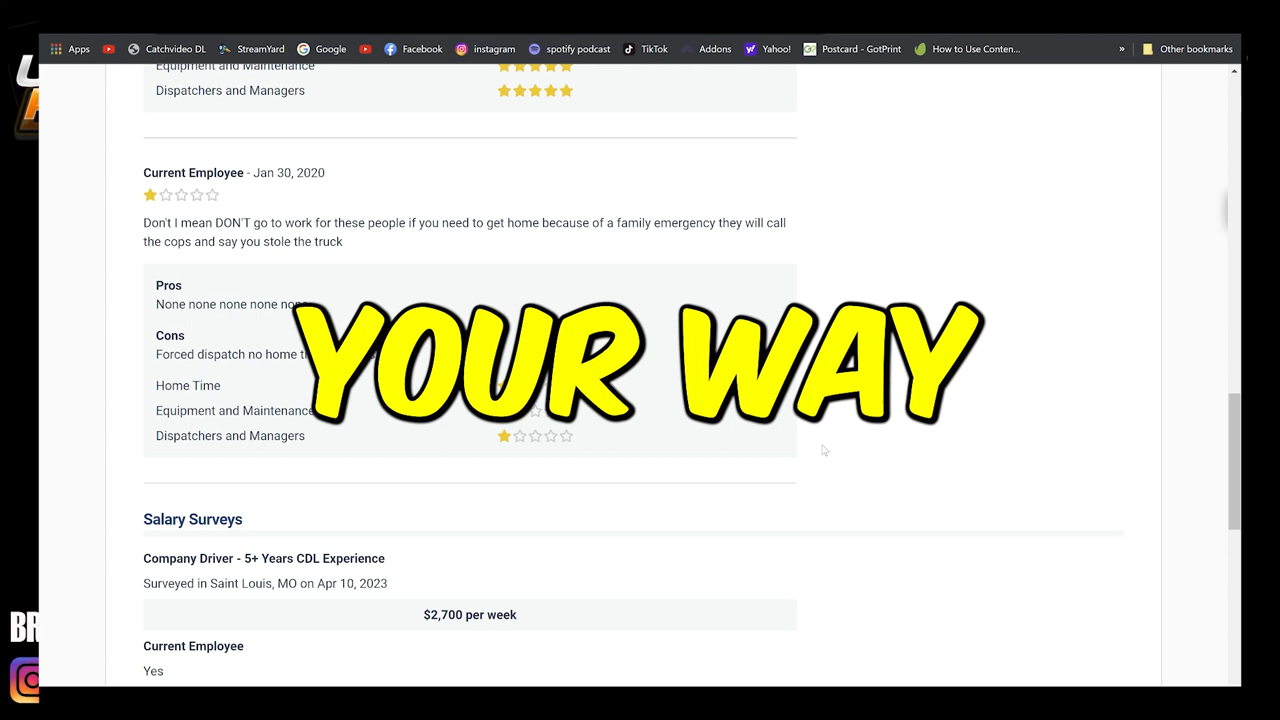 Apps
Catchvideo DL
StreamYard
Google
Facebook
instagram
spotify podcast
TikTok
Addons
Yahoo!
Postcard - GotPrint
How to Use Conten...
»
Other bookmarks
Equipment and Maintenance
Dispatchers and Managers
Current Employee - Jan 30, 2020
Don't I mean DON'T go to work for these people if you need to get home because of a family emergency they will call
the cops and say you stole the truck
Pros
None none none none none
Cons
Forced dispatch no home
YOUR WAY
Home Time
Equipment and Maintenance
Dispatchers and Managers
Salary Surveys
Company Driver - 5+ Years CDL Experience
Surveyed in Saint Louis, MO on Apr 10, 2023
$2,700 per week
Current Employee
Yes
BR